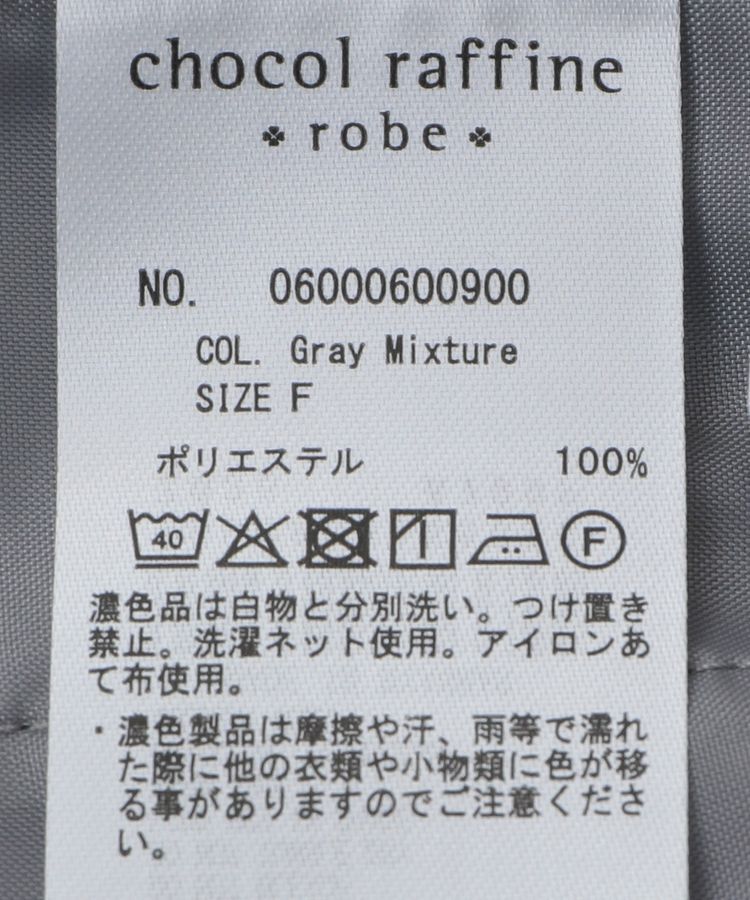 chocol raffine
robe
NO. 06000600900
COL. Gray Mixture
SIZE F
ポリエステル 100%
40 F
濃色品は白物と分別洗い。つけ置き
禁止。洗濯ネット使用。アイロンあ
て布使用。
・濃色製品は摩擦や汗、雨等で濡れ
た際に他の衣類や小物類に色が移
る事がありますのでご注意くださ
い。